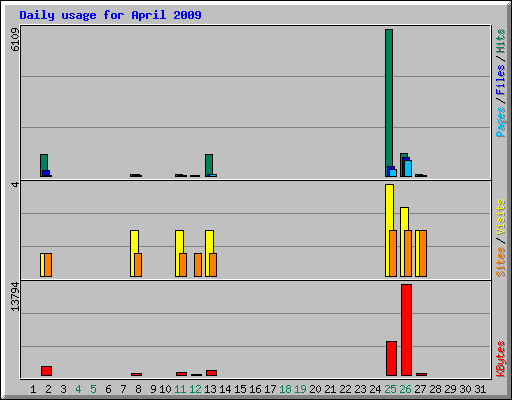 Daily usage for April 2009
6109
Pages/Files/Hits
4
Sites/Visits
13794
KBytes
1 2 3 4 5 6 7 8 9 10 11 12 13 14 15 16 17 18 19 20 21 22 23 24 25 26 27 28 29 30 31